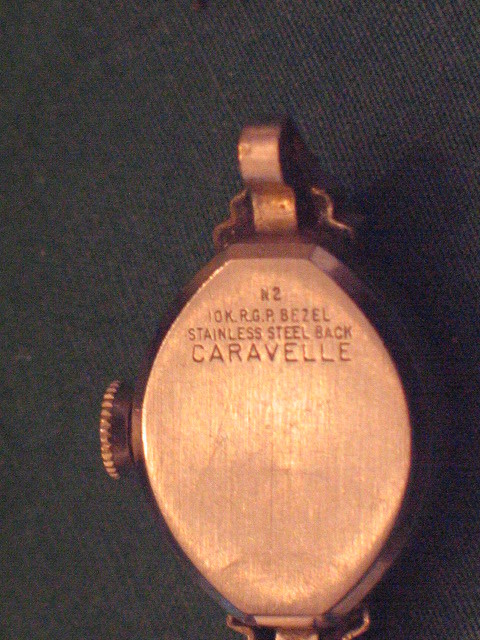 N2
10K.R.G.P. BEZEL
STAINLESS STEEL BACK
CARAVELLE